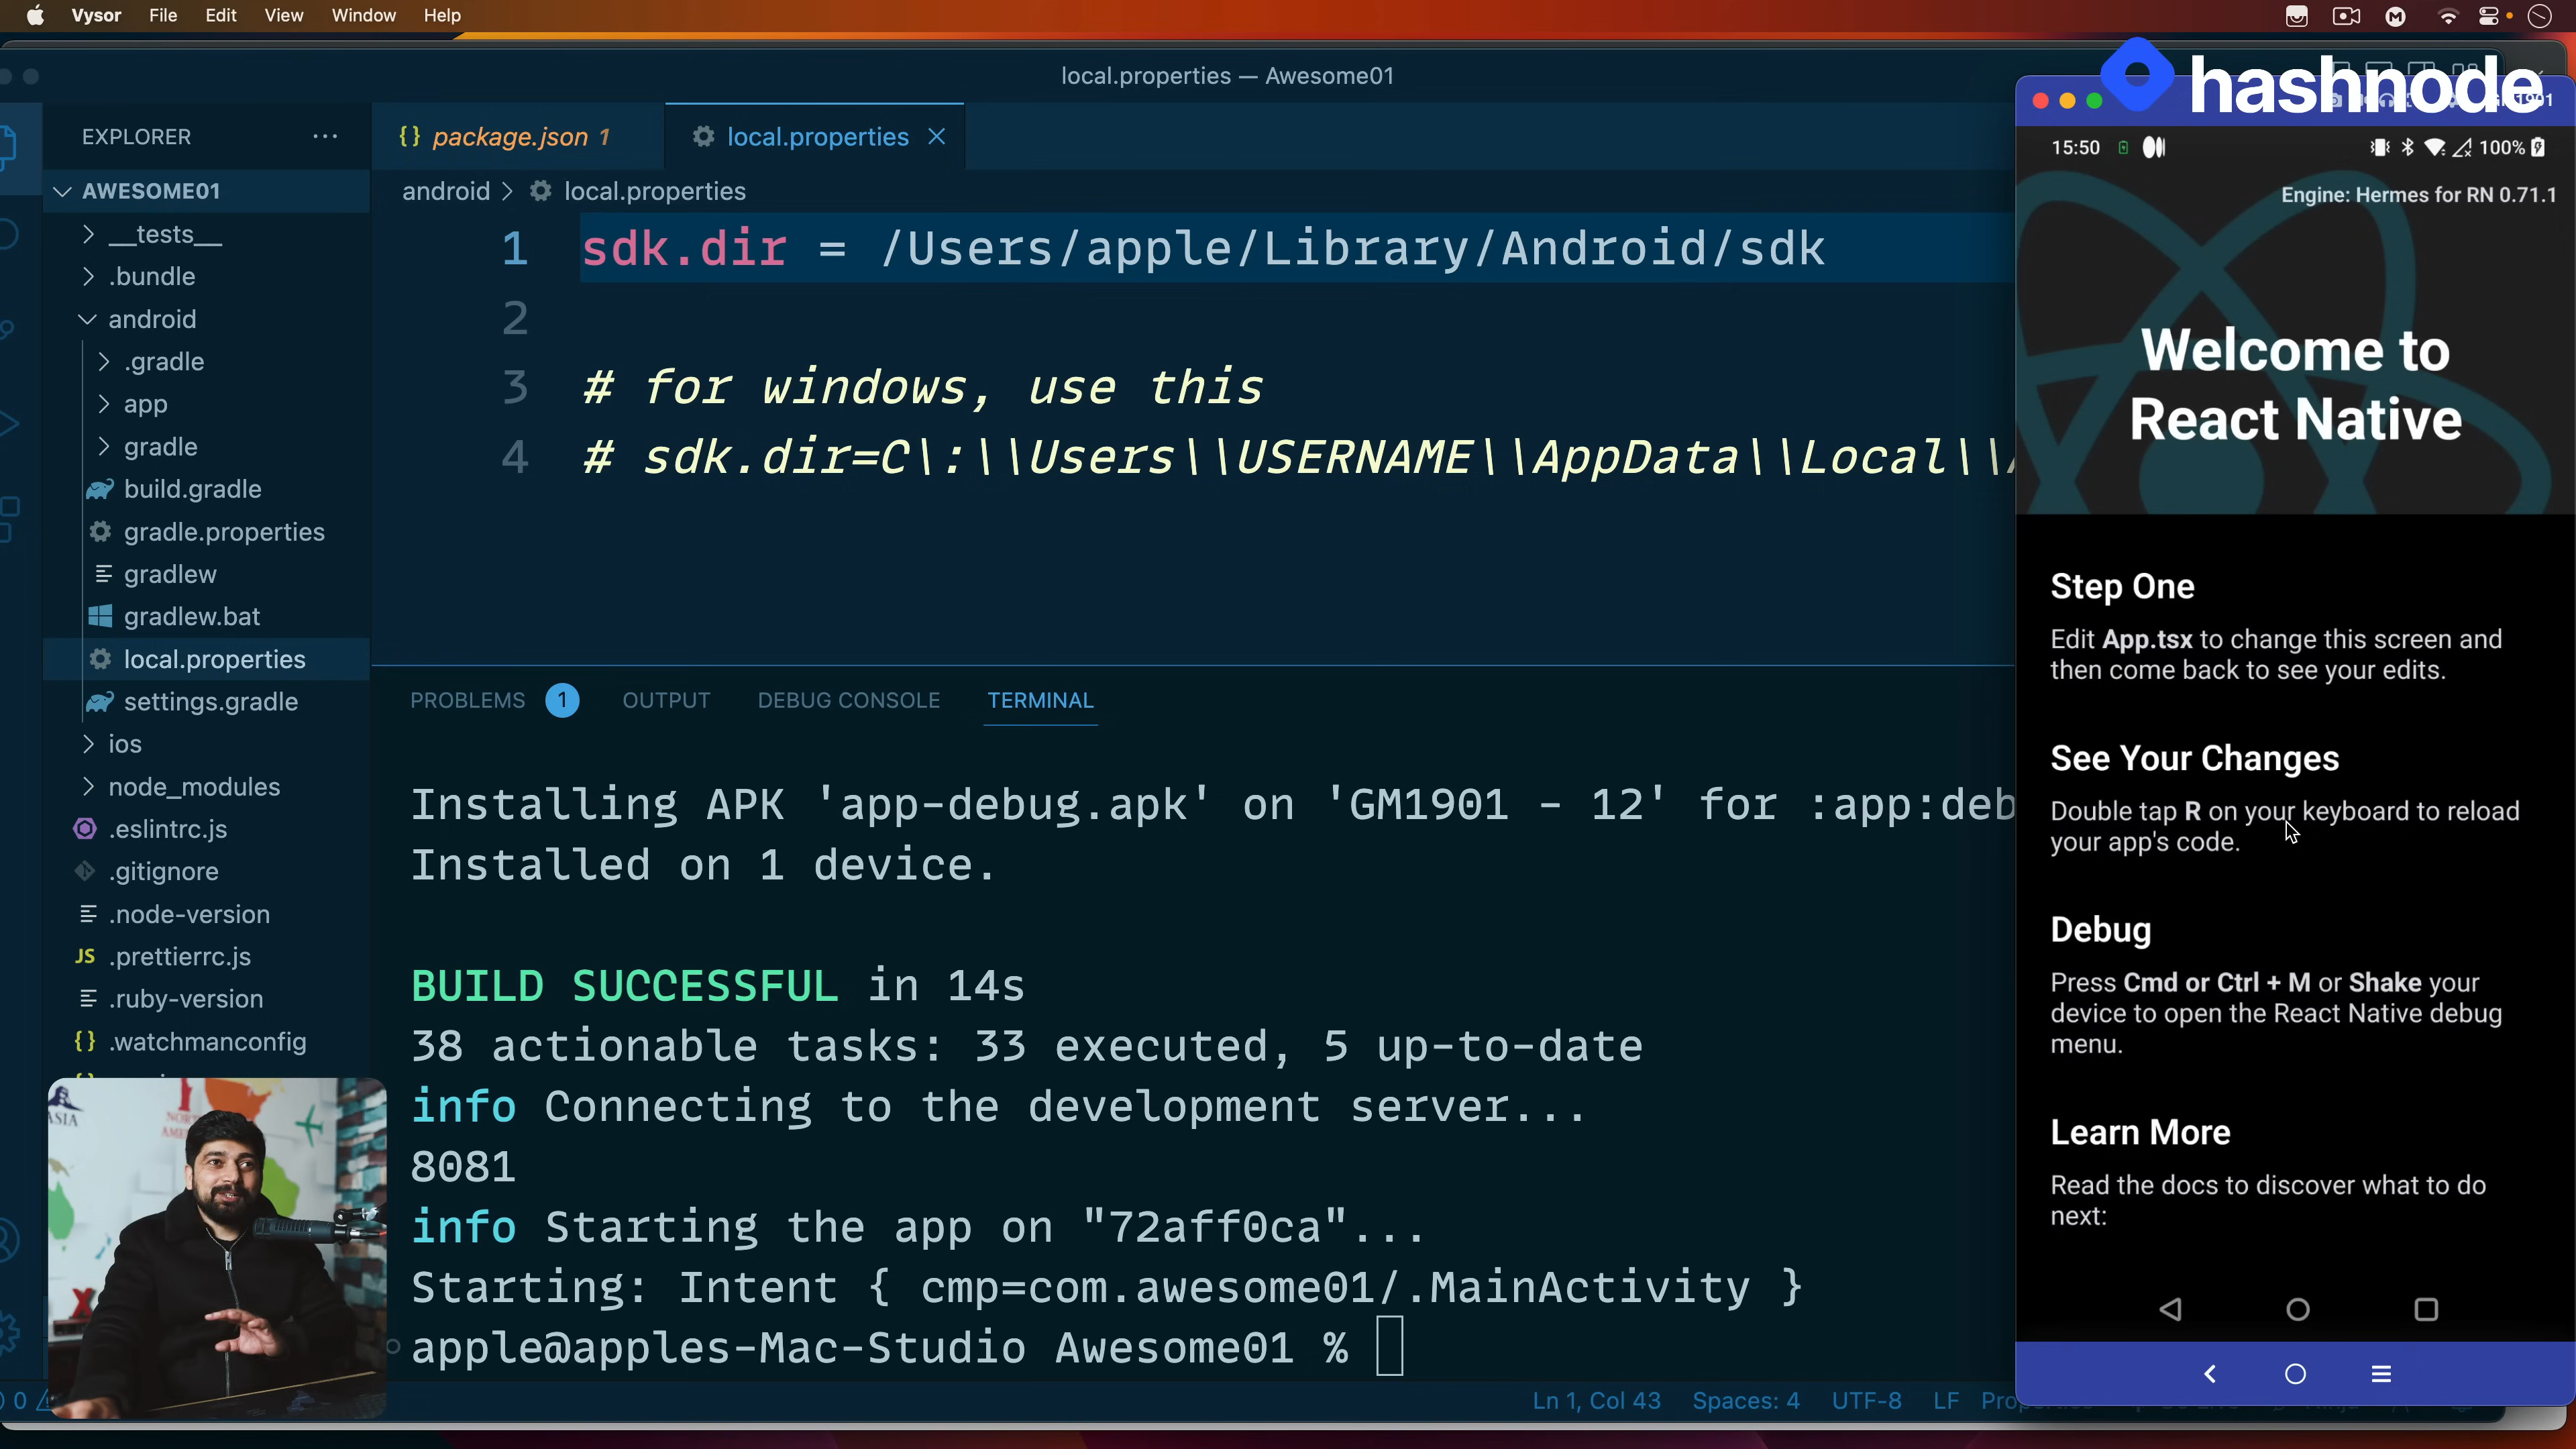 Vysor File Edit View Window Help
local.properties — Awesome01
hashnode
EXPLORER
package.json 1
local.properties
AWESOME01
android > local.properties
__tests__
.bundle
android
.gradle
app
gradle
build.gradle
gradle.properties
gradlew
gradlew.bat
local.properties
settings.gradle
ios
node_modules
.eslintrc.js
.gitignore
.node-version
JS .prettierrc.js
.ruby-version
{} .watchmanconfig
1 sdk.dir = /Users/apple/Library/Android/sdk
2
3 # for windows, use this
4 # sdk.dir=C\:\\Users\\USERNAME\\AppData\\Local\\
PROBLEMS 1 OUTPUT DEBUG CONSOLE TERMINAL
Installing APK 'app-debug.apk' on 'GM1901 - 12' for :app:deb
Installed on 1 device.
BUILD SUCCESSFUL in 14s
38 actionable tasks: 33 executed, 5 up-to-date
info Connecting to the development server...
8081
info Starting the app on "72aff0ca"...
Starting: Intent { cmp=com.awesome01/.MainActivity }
apple@apples-Mac-Studio Awesome01 %
Ln 1, Col 43 Spaces: 4 UTF-8 LF
15:50 100%
Engine: Hermes for RN 0.71.1
Welcome to
React Native
Step One
Edit App.tsx to change this screen and
then come back to see your edits.
See Your Changes
Double tap R on your keyboard to reload
your app's code.
Debug
Press Cmd or Ctrl + M or Shake your
device to open the React Native debug
menu.
Learn More
Read the docs to discover what to do
next: